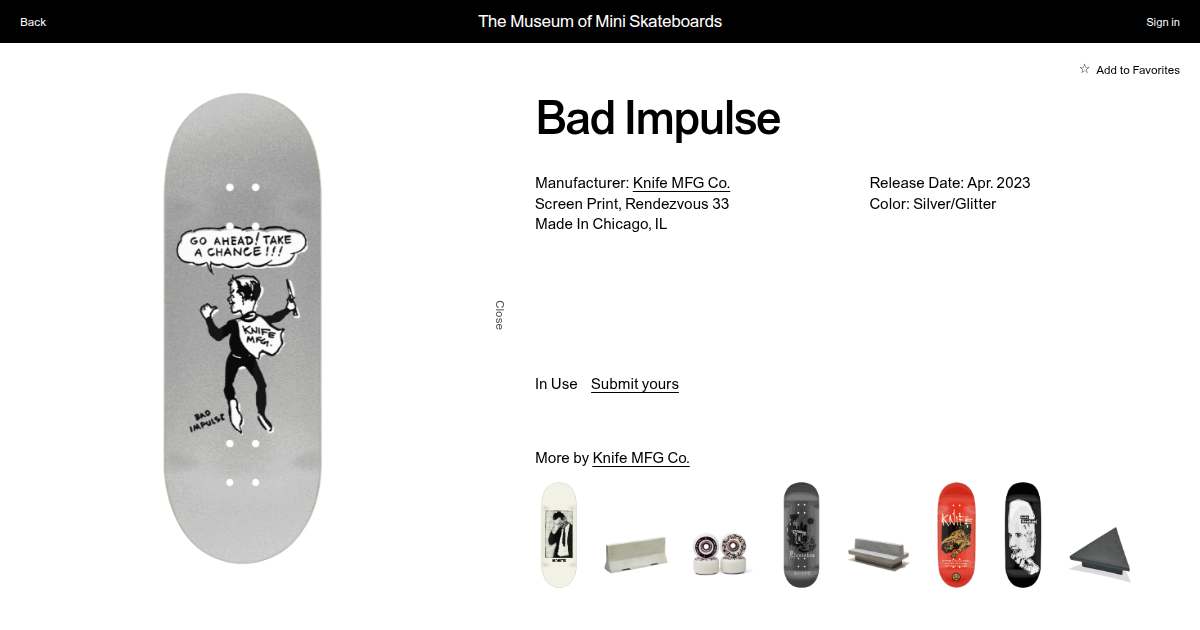 Back
The Museum of Mini Skateboards
Sign in
☆ Add to Favorites
GO AHEAD! TAKE
A CHANCE!!!
KNIFE
MFG.
BAD
IMPULSE
Close
Bad Impulse
Manufacturer: Knife MFG Co.
Screen Print, Rendezvous 33
Made In Chicago, IL
Release Date: Apr. 2023
Color: Silver/Glitter
In Use Submit yours
More by Knife MFG Co.
KNIFE